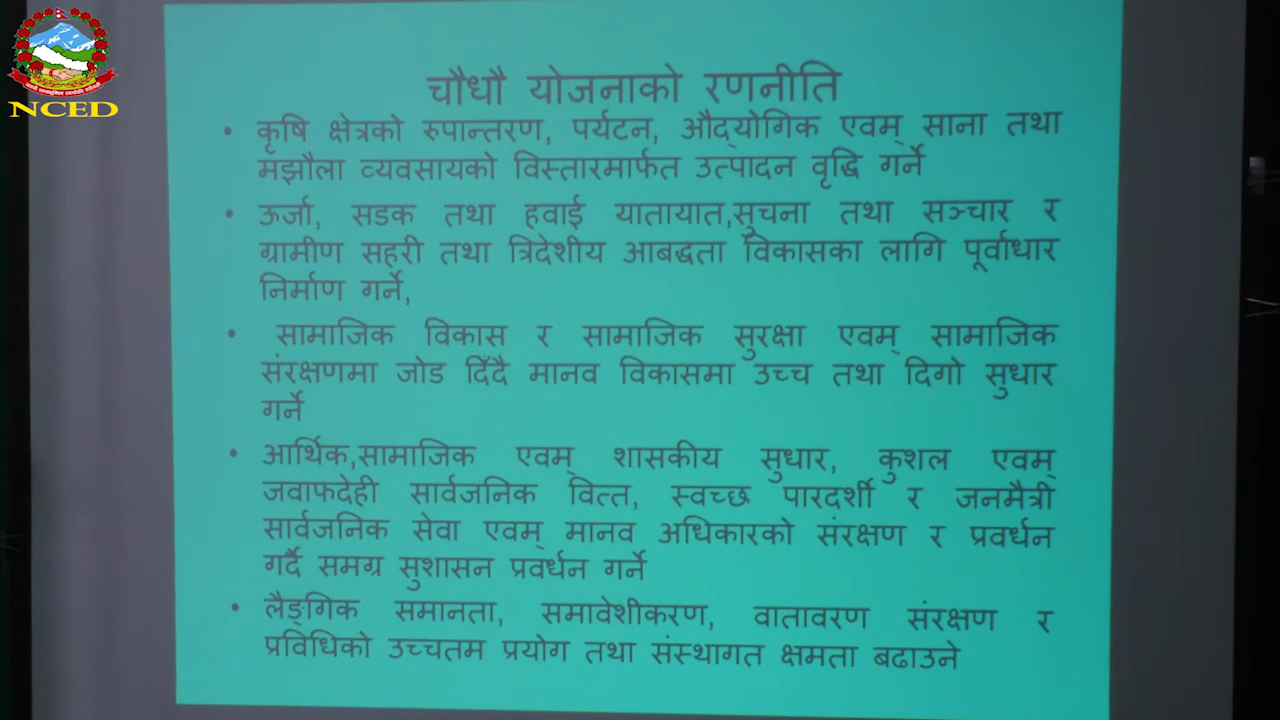 NCED
चौधौ योजनाको रणनीति
• कृषि क्षेत्रको रुपान्तरण, पर्यटन, औद्योगिक एवम् साना तथा
मझौला व्यवसायको विस्तारमार्फत उत्पादन वृद्धि गर्ने
• ऊर्जा, सडक तथा हवाई यातायात,सुचना तथा सञ्चार र
ग्रामीण सहरी तथा त्रिदेशीय आबद्धता विकासका लागि पूर्वाधार
निर्माण गर्ने,
• सामाजिक विकास र सामाजिक सुरक्षा एवम् सामाजिक
संरक्षणमा जोड दिँदै मानव विकासमा उच्च तथा दिगो सुधार
गर्ने
• आर्थिक,सामाजिक एवम् शासकीय सुधार, कुशल एवम्
जवाफदेही सार्वजनिक वित्त, स्वच्छ पारदर्शी र जनमैत्री
सार्वजनिक सेवा एवम् मानव अधिकारको संरक्षण र प्रवर्धन
गर्दै समग्र सुशासन प्रवर्धन गर्ने
• लैङ्गिक समानता, समावेशीकरण, वातावरण संरक्षण र
प्रविधिको उच्चतम प्रयोग तथा संस्थागत क्षमता बढाउने